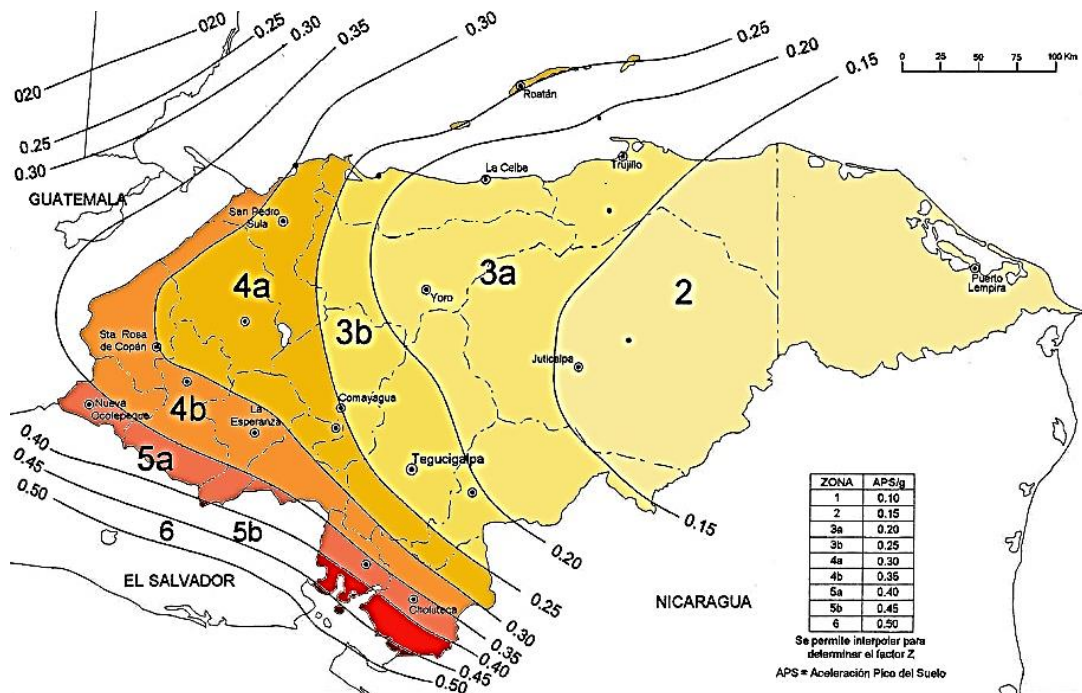 020
0.25
0.30
0.35
0.30
0.25
0.20
0.15
0 25 50 75 100 Km
020
0.25
0.30
Roatán
La Ceiba
Trujillo
GUATEMALA
San Pedro
Sula
4a
3a
2
Yoro
Puerto
Lempira
3b
Sta. Rosa
de Copán
Juticalpa
Nueva
Ocotepeque
4b
La
Esperanza
Comayagua
0.40
0.45
0.50
5a
Tegucigalpa
6
5b
0.15
0.20
EL SALVADOR
Choluteca
NICARAGUA
0.25
0.30
0.35
0.40
0.45
0.50
ZONA APS/g
1 0.10
2 0.15
3a 0.20
3b 0.25
4a 0.30
4b 0.35
5a 0.40
5b 0.45
6 0.50
Se permite interpolar para
determinar el factor Z
APS = Aceleración Pico del Suelo